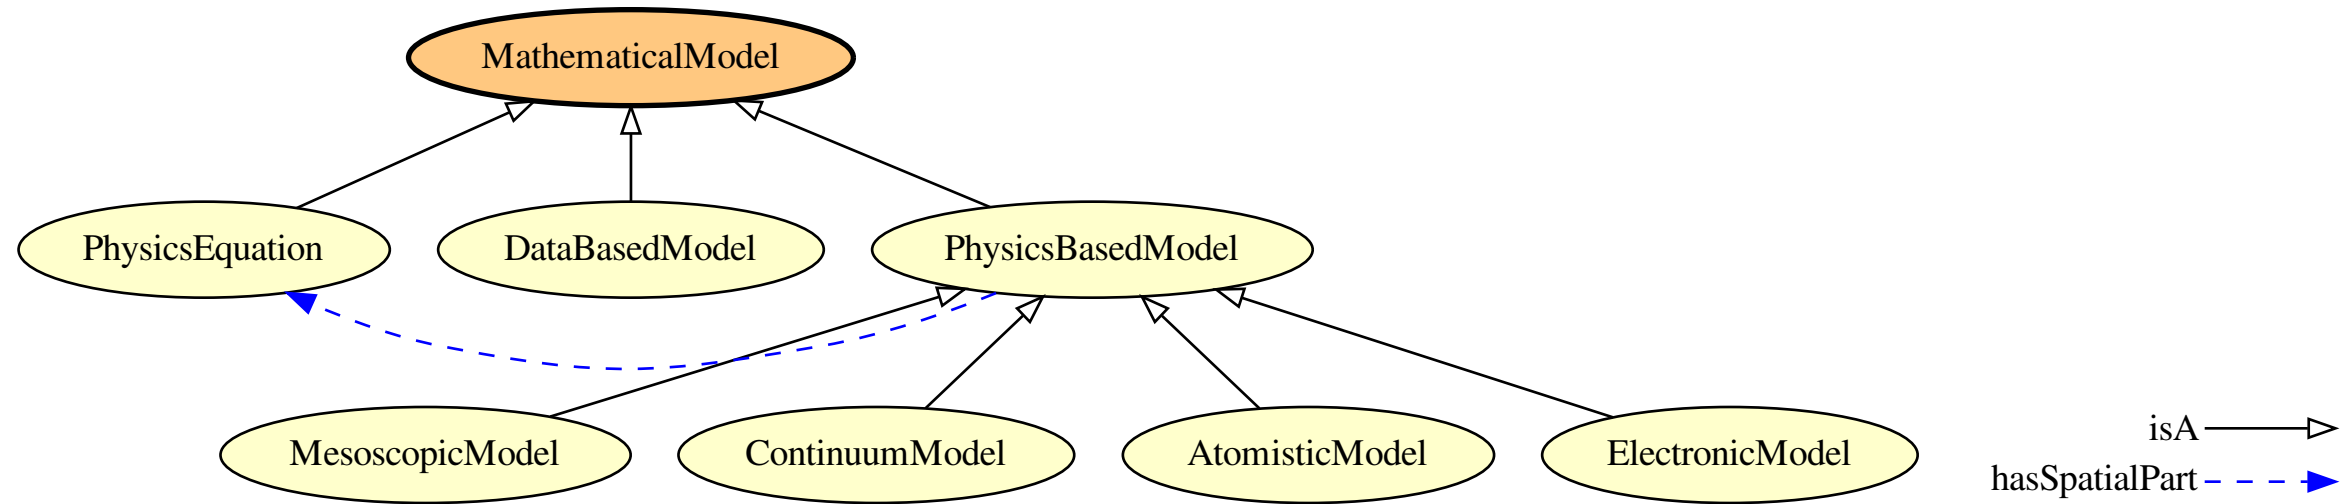 MathematicalModel
PhysicsEquation
DataBasedModel
PhysicsBasedModel
MesoscopicModel
ContinuumModel
AtomisticModel
ElectronicModel
isA
hasSpatialPart